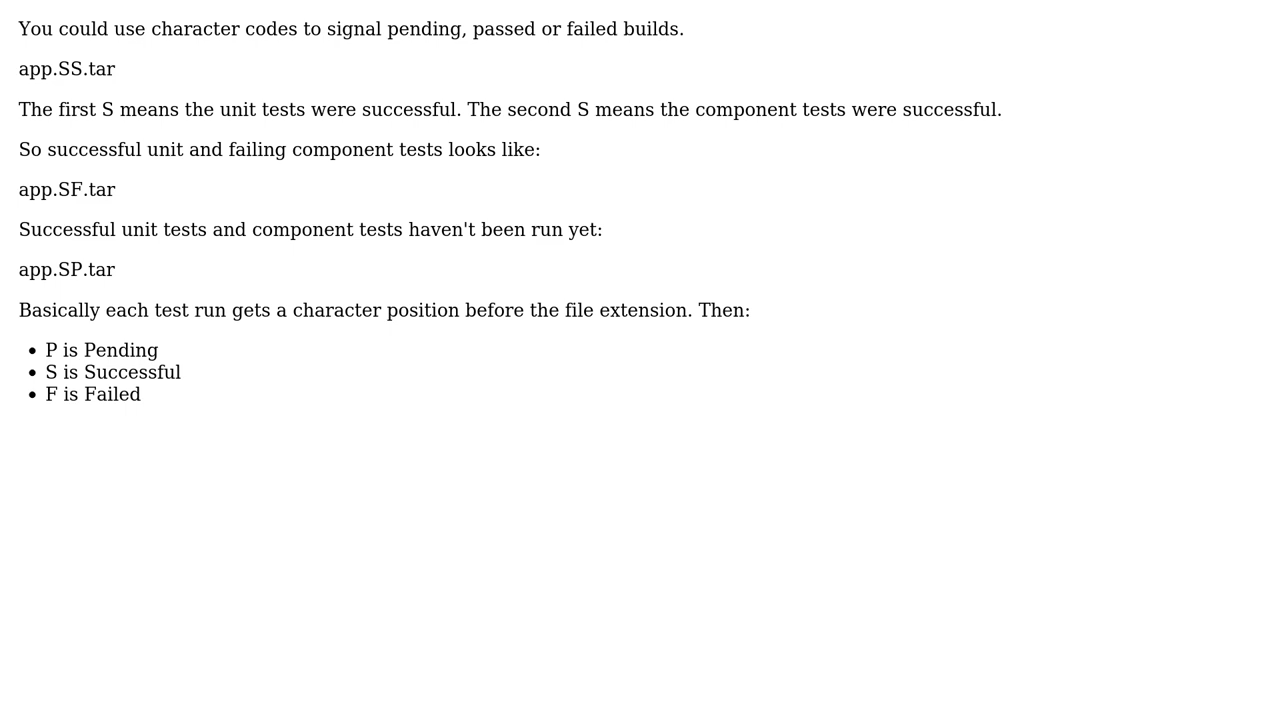 You could use character codes to signal pending, passed or failed builds.
app.SS.tar
The first S means the unit tests were successful. The second S means the component tests were successful.
So successful unit and failing component tests looks like:
app.SF.tar
Successful unit tests and component tests haven't been run yet:
app.SP.tar
Basically each test run gets a character position before the file extension. Then:
• P is Pending
• S is Successful
• F is Failed